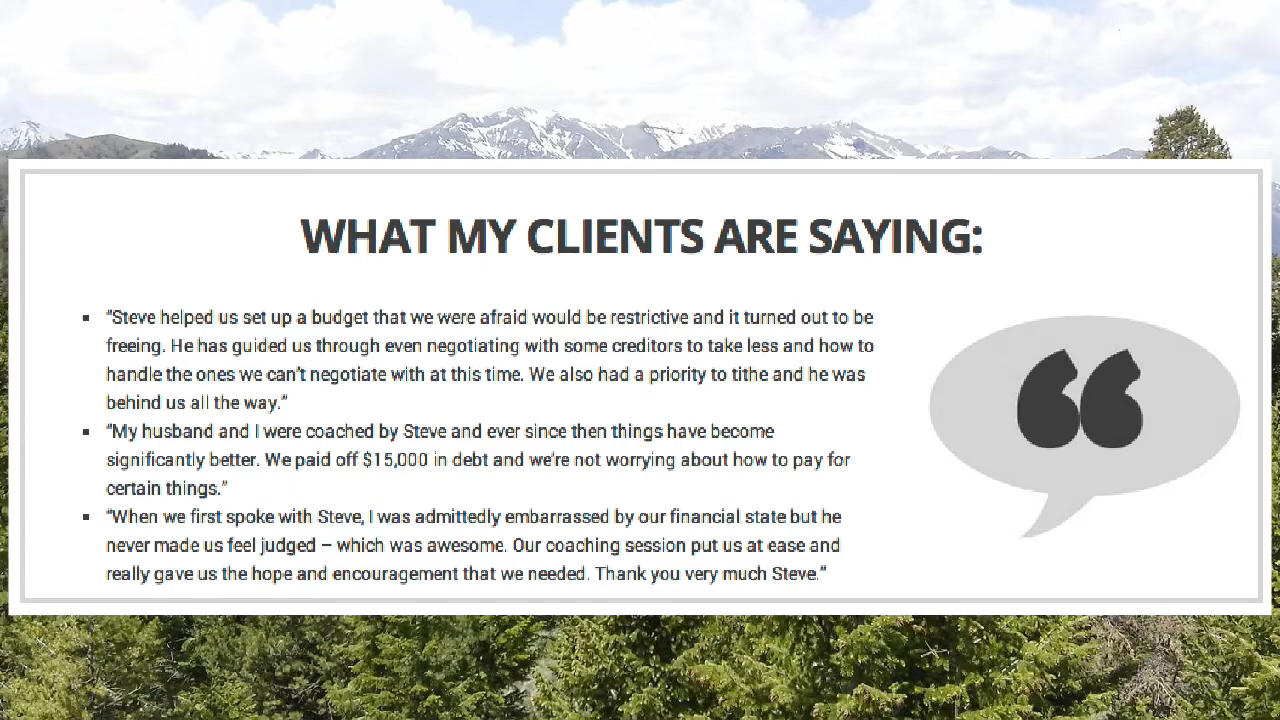 WHAT MY CLIENTS ARE SAYING:
▪ “Steve helped us set up a budget that we were afraid would be restrictive and it turned out to be
freeing. He has guided us through even negotiating with some creditors to take less and how to
handle the ones we can’t negotiate with at this time. We also had a priority to tithe and he was
behind us all the way.”
▪ “My husband and I were coached by Steve and ever since then things have become
significantly better. We paid off $15,000 in debt and we’re not worrying about how to pay for
certain things.”
▪ “When we first spoke with Steve, I was admittedly embarrassed by our financial state but he
never made us feel judged – which was awesome. Our coaching session put us at ease and
really gave us the hope and encouragement that we needed. Thank you very much Steve.”